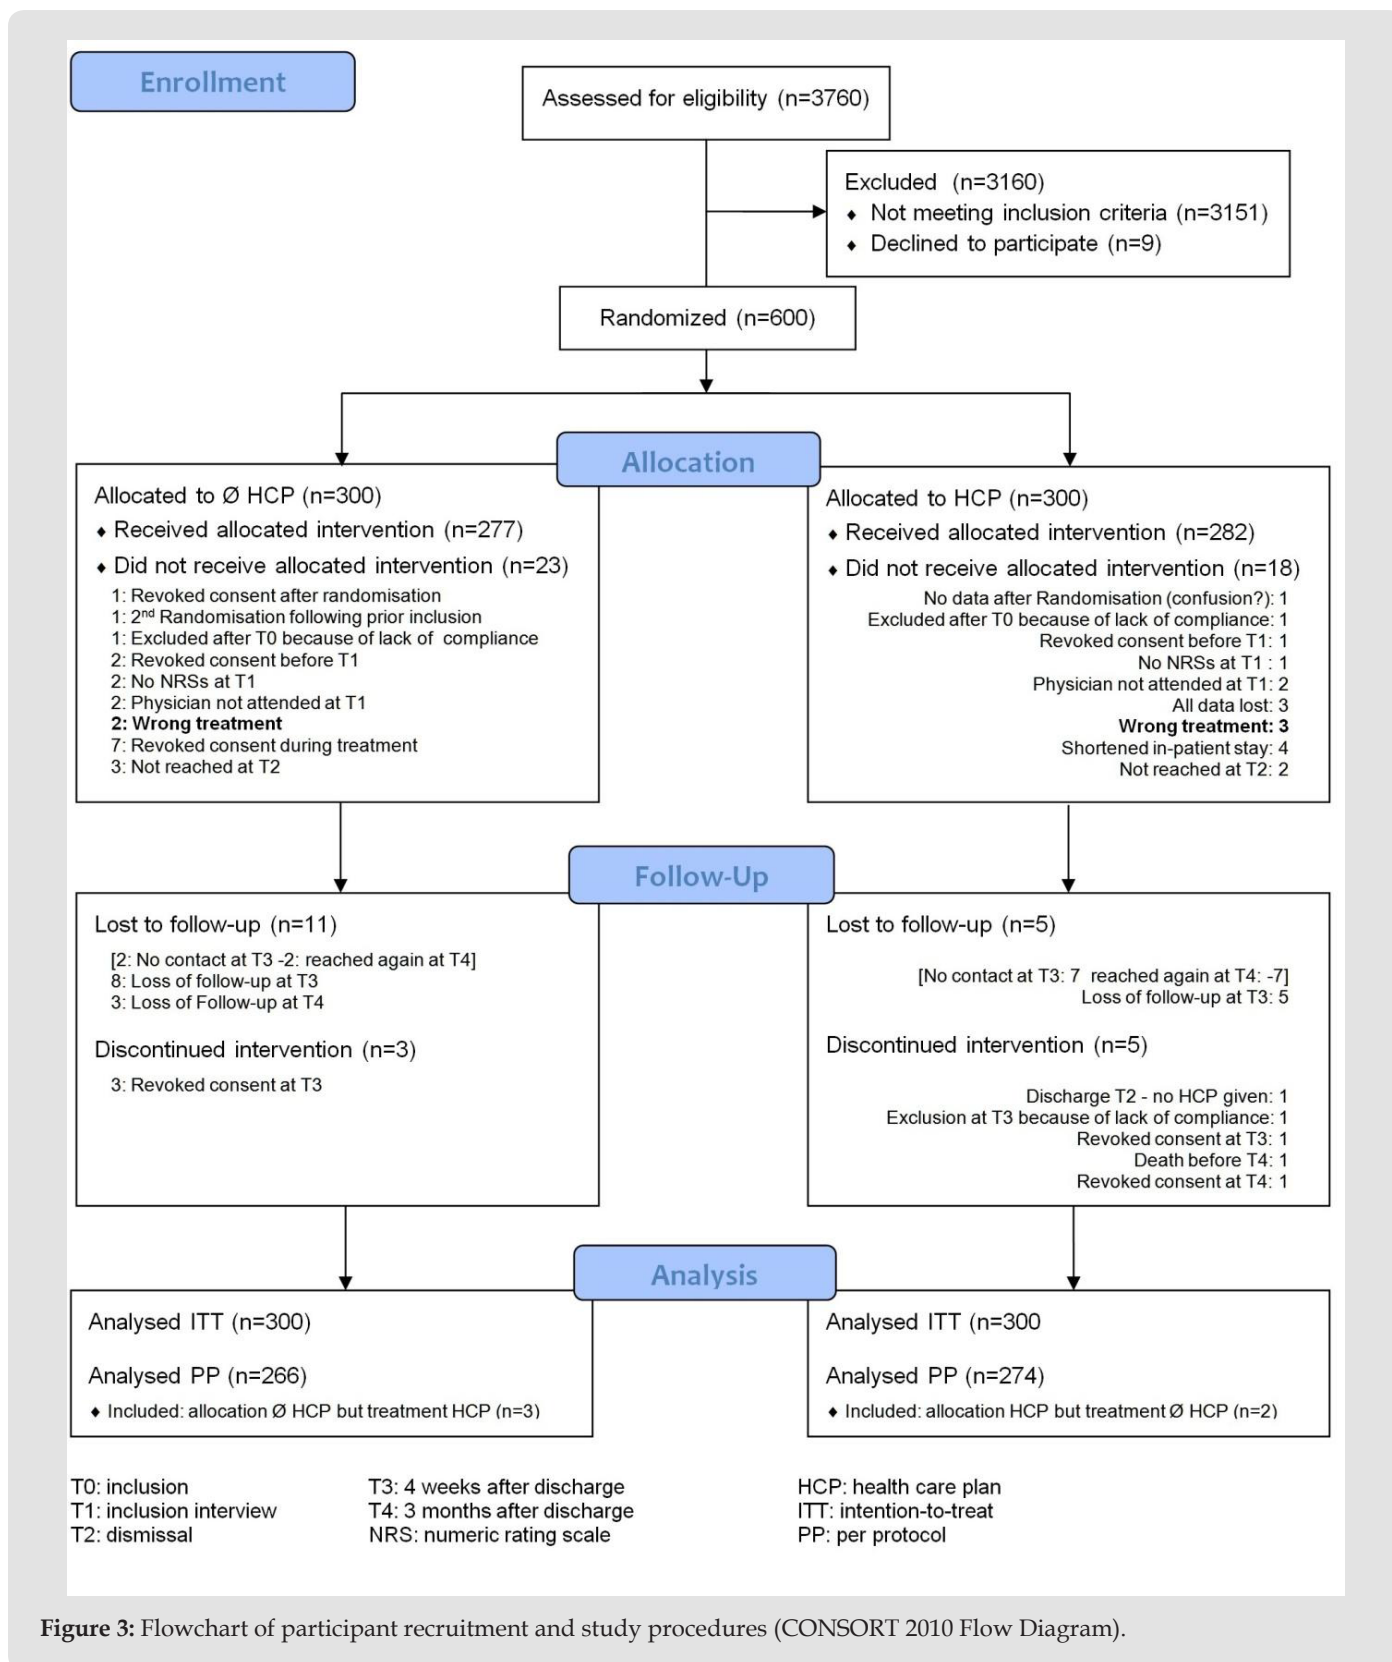 Enrollment
Assessed for eligibility (n=3760)
Excluded (n=3160)
♦ Not meeting inclusion criteria (n=3151)
♦ Declined to participate (n=9)
Randomized (n=600)
Allocation
Allocated to Ø HCP (n=300)
♦ Received allocated intervention (n=277)
♦ Did not receive allocated intervention (n=23)
1: Revoked consent after randomisation
1: 2nd Randomisation following prior inclusion
1: Excluded after T0 because of lack of compliance
2: Revoked consent before T1
2: No NRSs at T1
2: Physician not attended at T1
2: Wrong treatment
7: Revoked consent during treatment
3: Not reached at T2
Allocated to HCP (n=300)
♦ Received allocated intervention (n=282)
♦ Did not receive allocated intervention (n=18)
No data after Randomisation (confusion?): 1
Excluded after T0 because of lack of compliance: 1
Revoked consent before T1: 1
No NRSs at T1 : 1
Physician not attended at T1: 2
All data lost: 3
Wrong treatment: 3
Shortened in-patient stay: 4
Not reached at T2: 2
Follow-Up
Lost to follow-up (n=11)
[2: No contact at T3 -2: reached again at T4]
8: Loss of follow-up at T3
3: Loss of Follow-up at T4
Discontinued intervention (n=3)
3: Revoked consent at T3
Lost to follow-up (n=5)
[No contact at T3: 7 reached again at T4: -7]
Loss of follow-up at T3: 5
Discontinued intervention (n=5)
Discharge T2 - no HCP given: 1
Exclusion at T3 because of lack of compliance: 1
Revoked consent at T3: 1
Death before T4: 1
Revoked consent at T4: 1
Analysis
Analysed ITT (n=300)
Analysed PP (n=266)
♦ Included: allocation Ø HCP but treatment HCP (n=3)
Analysed ITT (n=300
Analysed PP (n=274)
♦ Included: allocation HCP but treatment Ø HCP (n=2)
T0: inclusion
T1: inclusion interview
T2: dismissal
T3: 4 weeks after discharge
T4: 3 months after discharge
NRS: numeric rating scale
HCP: health care plan
ITT: intention-to-treat
PP: per protocol
Figure 3: Flowchart of participant recruitment and study procedures (CONSORT 2010 Flow Diagram).